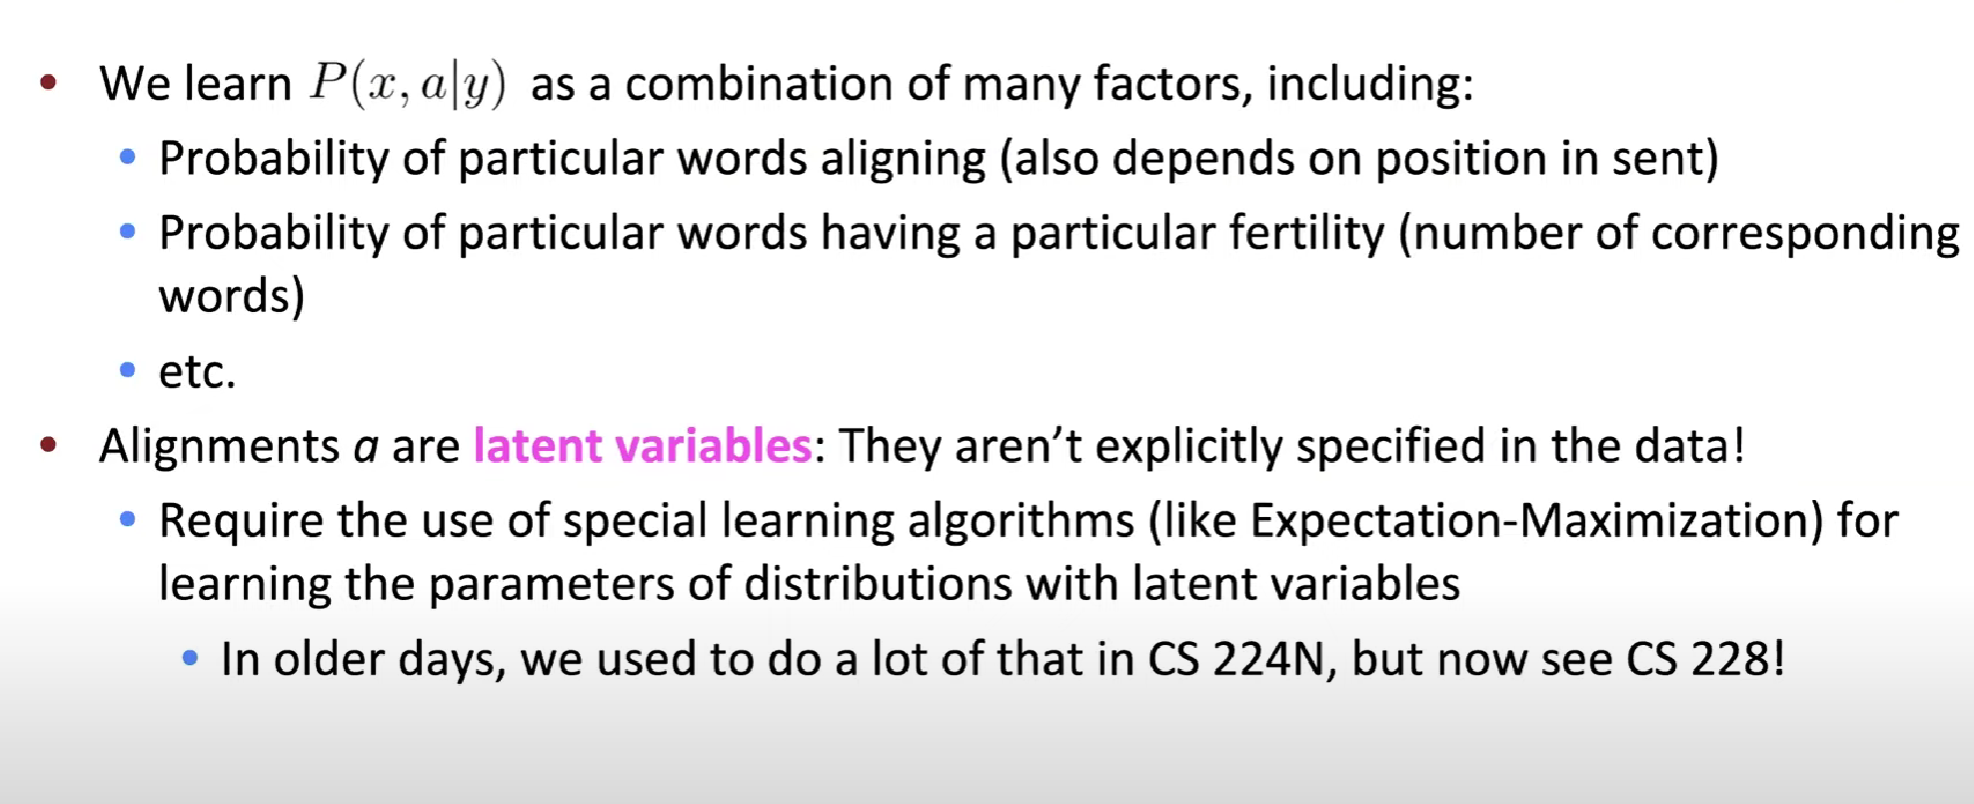 • We learn P(x, a|y) as a combination of many factors, including:
• Probability of particular words aligning (also depends on position in sent)
• Probability of particular words having a particular fertility (number of corresponding
words)
• etc.
• Alignments a are latent variables: They aren’t explicitly specified in the data!
• Require the use of special learning algorithms (like Expectation-Maximization) for
learning the parameters of distributions with latent variables
• In older days, we used to do a lot of that in CS 224N, but now see CS 228!